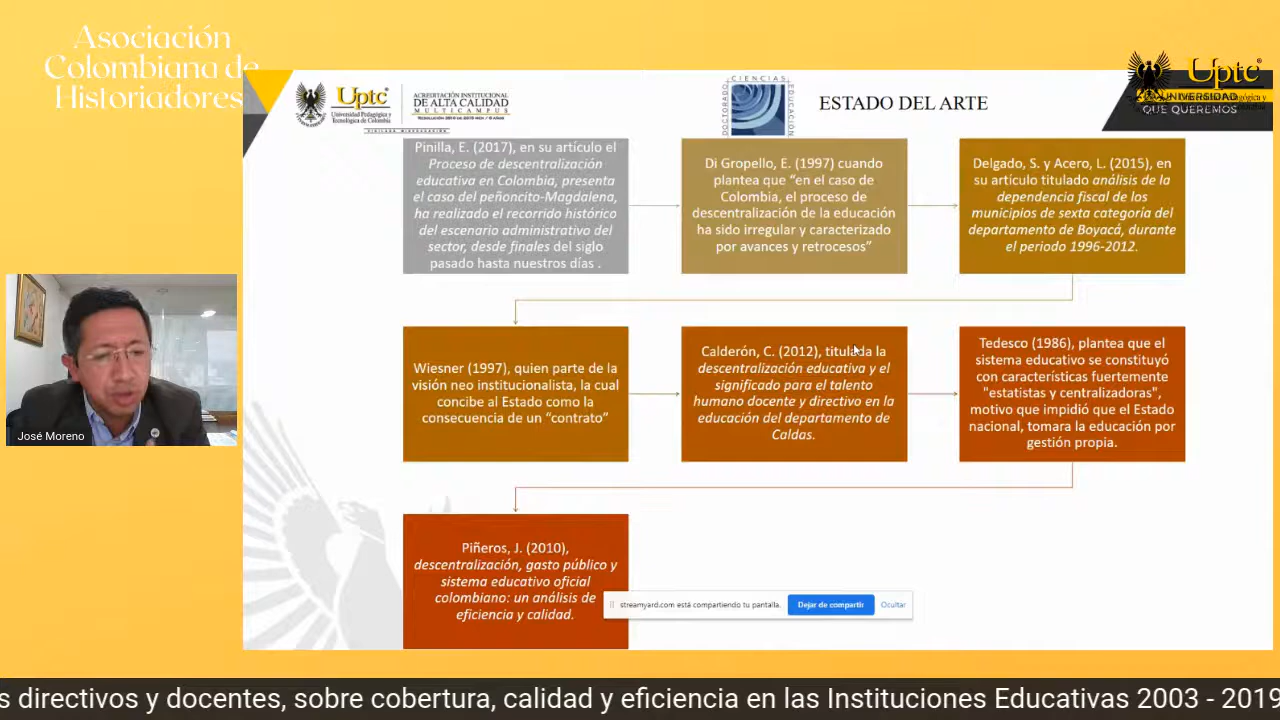 Asociación
Colombiana de
Historiadores
Uptc
Universidad Pedagógica y
Tecnológica de Colombia
ACREDITACIÓN INSTITUCIONAL
DE ALTA CALIDAD
MULTICAMPUS
CIENCIAS
DOCTORADO
EDUCACIÓN
ESTADO DEL ARTE
Uptc
UNIVERSIDAD
QUE QUEREMOS
Pinilla, E. (2017), en su artículo el
Proceso de descentralización
educativa en Colombia, presenta
el caso del peñoncito-Magdalena,
ha realizado el recorrido histórico
del escenario administrativo del
sector, desde finales del siglo
pasado hasta nuestros días .
Di Gropello, E. (1997) cuando
plantea que “en el caso de
Colombia, el proceso de
descentralización de la educación
ha sido irregular y caracterizado
por avances y retrocesos”
Delgado, S. y Acero, L. (2015), en
su artículo titulado análisis de la
dependencia fiscal de los
municipios de sexta categoría del
departamento de Boyacá, durante
el periodo 1996-2012.
Wiesner (1997), quien parte de la
visión neo institucionalista, la cual
concibe al Estado como la
consecuencia de un “contrato”
Calderón, C. (2012), titulada la
descentralización educativa y el
significado para el talento
humano docente y directivo en la
educación del departamento de
Caldas.
Tedesco (1986), plantea que el
sistema educativo se constituyó
con características fuertemente
"estatistas y centralizadoras",
motivo que impidió que el Estado
nacional, tomara la educación por
gestión propia.
Piñeros, J. (2010),
descentralización, gasto público y
sistema educativo oficial
colombiano: un análisis de
eficiencia y calidad.
streamyard.com está compartiendo tu pantalla.
Dejar de compartir
Ocultar
José Moreno
s directivos y docentes, sobre cobertura, calidad y eficiencia en las Instituciones Educativas 2003 - 2019